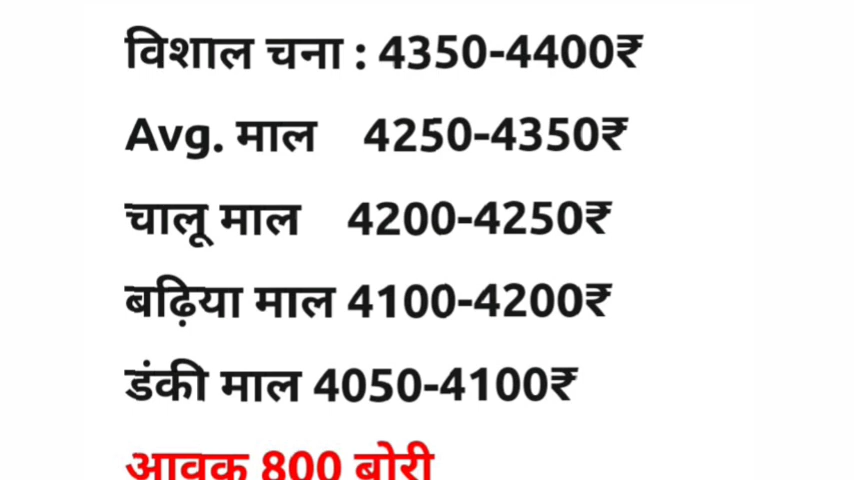 विशाल चना : 4350-4400₹
Avg. माल 4250-4350₹
चालू माल 4200-4250₹
बढ़िया माल 4100-4200₹
डंकी माल 4050-4100₹
आवक 800 बोरी